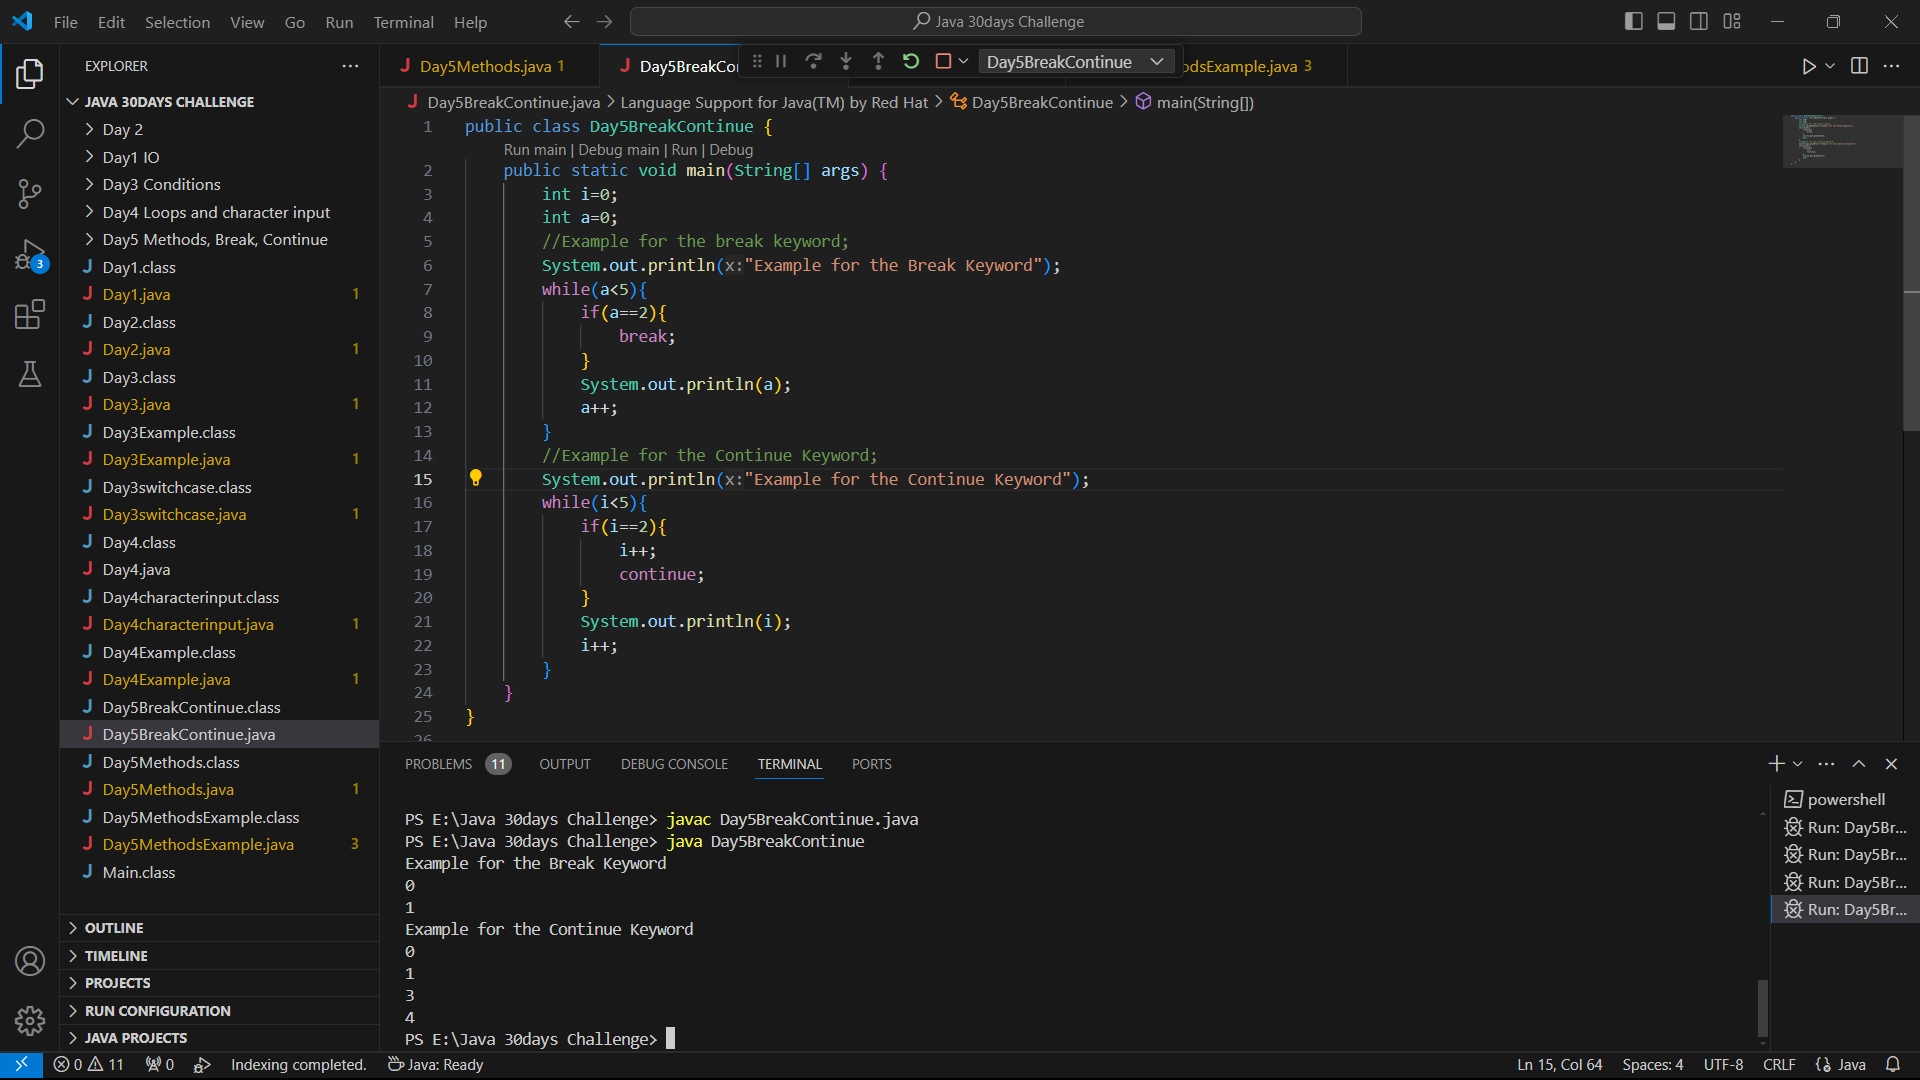 File Edit Selection View Go Run Terminal Help
Java 30days Challenge
EXPLORER
JAVA 30DAYS CHALLENGE
Day 2
Day1 IO
Day3 Conditions
Day4 Loops and character input
Day5 Methods, Break, Continue
Day1.class
Day1.java 1
Day2.class
Day2.java 1
Day3.class
Day3.java 1
Day3Example.class
Day3Example.java 1
Day3switchcase.class
Day3switchcase.java 1
Day4.class
Day4.java
Day4characterinput.class
Day4characterinput.java 1
Day4Example.class
Day4Example.java 1
Day5BreakContinue.class
Day5BreakContinue.java
Day5Methods.class
Day5Methods.java 1
Day5MethodsExample.class
Day5MethodsExample.java 3
Main.class
OUTLINE
TIMELINE
PROJECTS
RUN CONFIGURATION
JAVA PROJECTS
3
Day5Methods.java 1
Day5BreakCo
Day5BreakContinue
odsExample.java 3
Day5BreakContinue.java > Language Support for Java(TM) by Red Hat > Day5BreakContinue > main(String[])
1 public class Day5BreakContinue {
Run main | Debug main | Run | Debug
2 public static void main(String[] args) {
3 int i=0;
4 int a=0;
5 //Example for the break keyword;
6 System.out.println(x:"Example for the Break Keyword");
7 while(a<5){
8 if(a==2){
9 break;
10 }
11 System.out.println(a);
12 a++;
13 }
14 //Example for the Continue Keyword;
15 System.out.println(x:"Example for the Continue Keyword");
16 while(i<5){
17 if(i==2){
18 i++;
19 continue;
20 }
21 System.out.println(i);
22 i++;
23 }
24 }
25 }
26
PROBLEMS 11 OUTPUT DEBUG CONSOLE TERMINAL PORTS
PS E:\Java 30days Challenge> javac Day5BreakContinue.java
PS E:\Java 30days Challenge> java Day5BreakContinue
Example for the Break Keyword
0
1
Example for the Continue Keyword
0
1
3
4
PS E:\Java 30days Challenge>
powershell
Run: Day5Br...
Run: Day5Br...
Run: Day5Br...
Run: Day5Br...
0 11 0 Indexing completed. Java: Ready
Ln 15, Col 64 Spaces: 4 UTF-8 CRLF Java